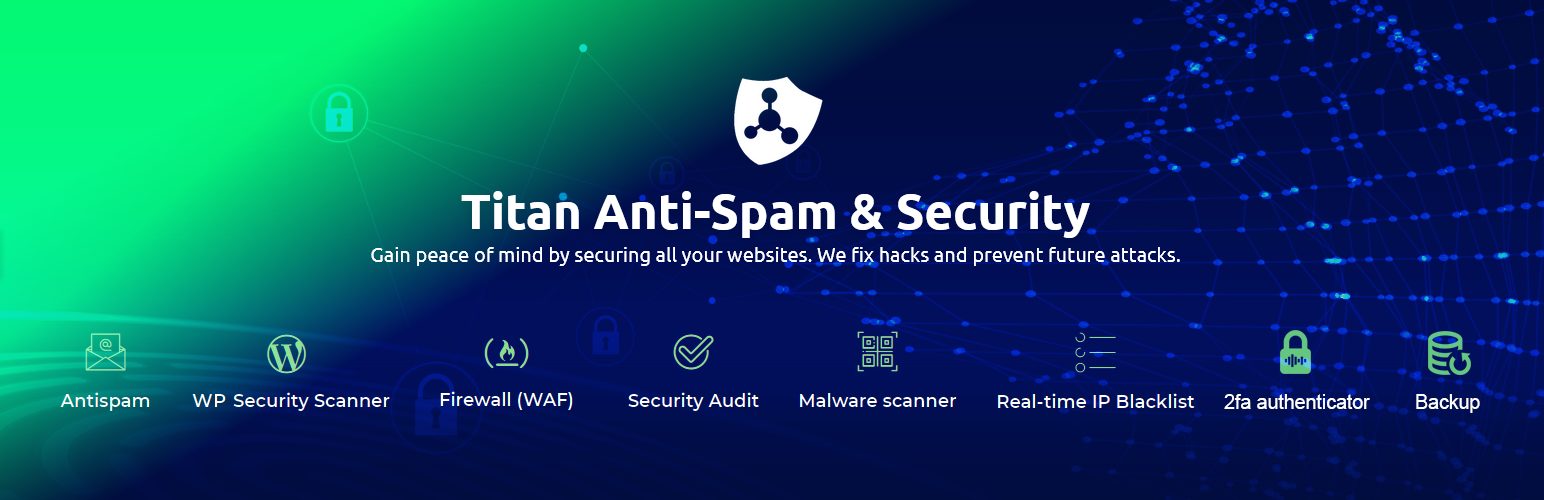 Titan Anti-Spam & Security
Gain peace of mind by securing all your websites. We fix hacks and prevent future attacks.
Antispam
WP Security Scanner
Firewall (WAF)
Security Audit
Malware scanner
Real-time IP Blacklist
2fa authenticator
Backup